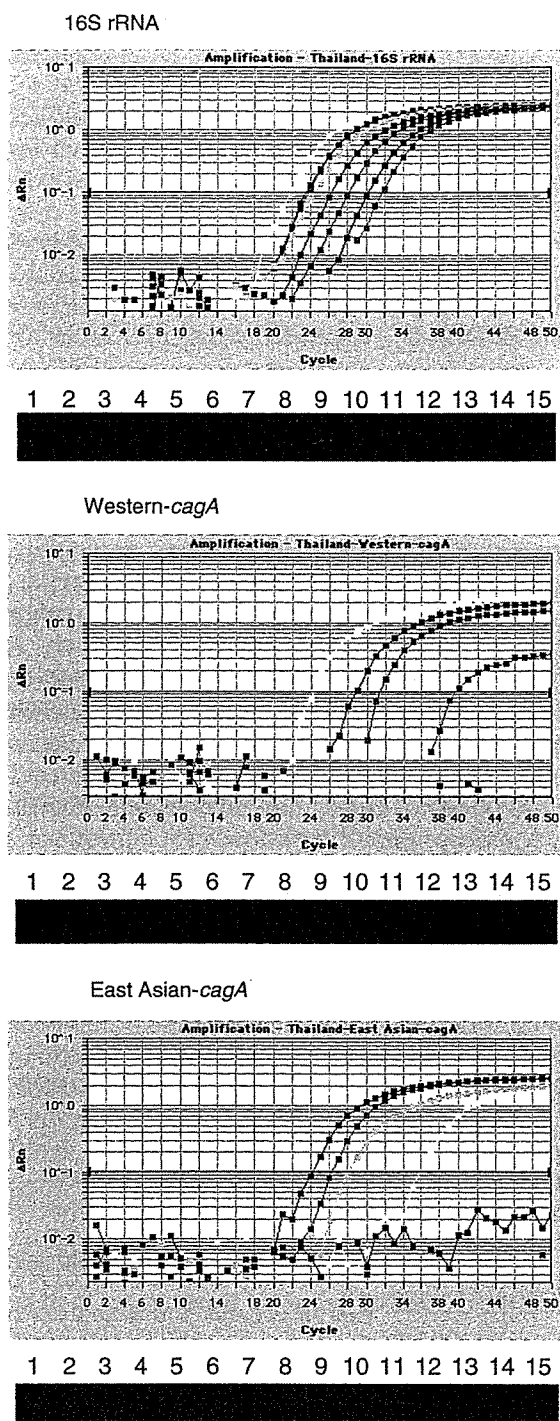 16S rRNA
Amplification - Thailand-16S rRNA
10^1
10^0
10^-1
10^-2
ΔRn
0 2 4 6 8 10 14 16 18 20 24 28 30 34 38 40 44 48 50
Cycle
1 2 3 4 5 6 7 8 9 10 11 12 13 14 15
Western-cagA
Amplification - Thailand-Western-cagA
10^1
10^0
10^-1
10^-2
ΔRn
0 2 4 6 8 10 14 16 18 20 24 28 30 34 38 40 44 48 50
Cycle
1 2 3 4 5 6 7 8 9 10 11 12 13 14 15
East Asian-cagA
Amplification - Thailand-East Asian-cagA
10^1
10^0
10^-1
10^-2
ΔRn
0 2 4 6 8 10 14 16 18 20 24 28 30 34 38 40 44 48 50
Cycle
1 2 3 4 5 6 7 8 9 10 11 12 13 14 15